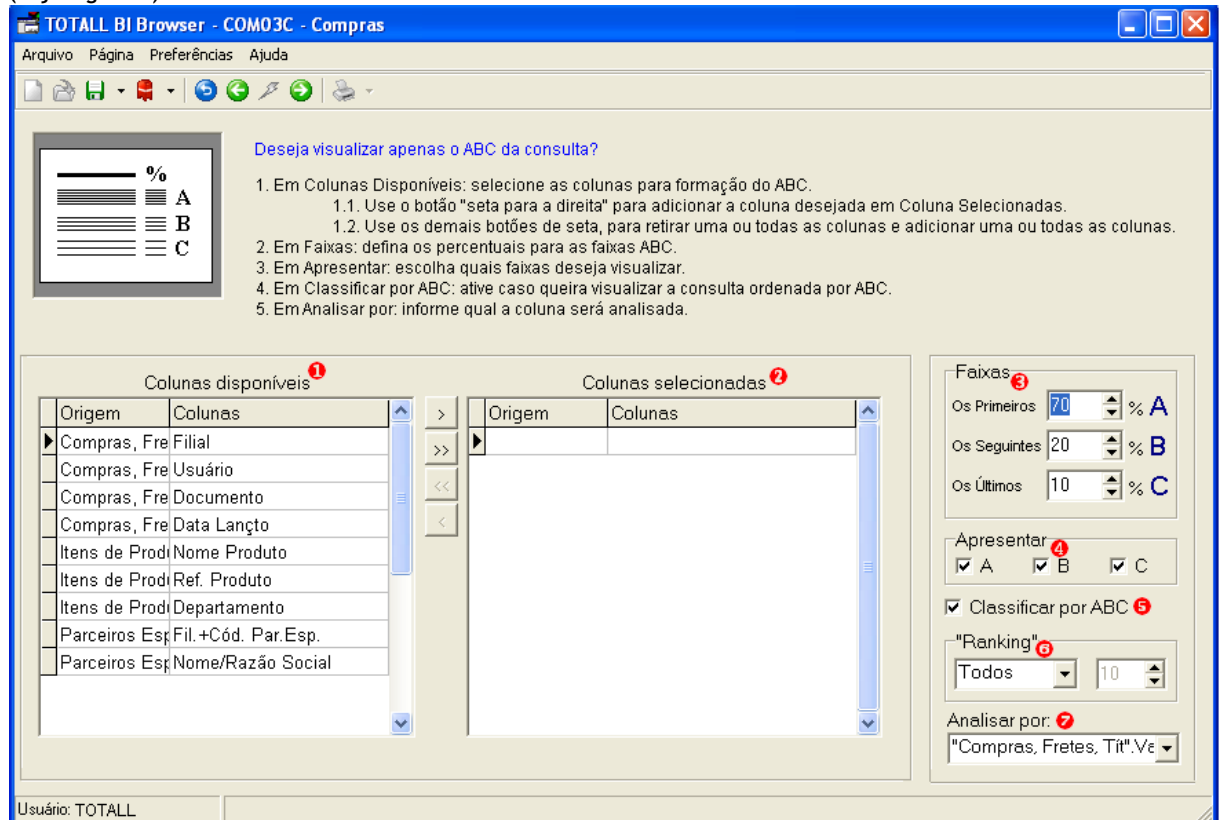 TOTALL BI Browser - COM03C - Compras
Arquivo Página Preferências Ajuda
Deseja visualizar apenas o ABC da consulta?
%
A
B
C
1. Em Colunas Disponíveis: selecione as colunas para formação do ABC.
1.1. Use o botão "seta para a direita" para adicionar a coluna desejada em Coluna Selecionadas.
1.2. Use os demais botões de seta, para retirar uma ou todas as colunas e adicionar uma ou todas as colunas.
2. Em Faixas: defina os percentuais para as faixas ABC.
3. Em Apresentar: escolha quais faixas deseja visualizar.
4. Em Classificar por ABC: ative caso queira visualizar a consulta ordenada por ABC.
5. Em Analisar por: informe qual a coluna será analisada.
Colunas disponíveis 1
Origem Colunas
Compras, Fre Filial
Compras, Fre Usuário
Compras, Fre Documento
Compras, Fre Data Lançto
Itens de Prod Nome Produto
Itens de Prod Ref. Produto
Itens de Prod Departamento
Parceiros Esp Fil.+Cód. Par.Esp.
Parceiros Esp Nome/Razão Social
>
>>
<<
<
Colunas selecionadas 2
Origem Colunas
Faixas 3
Os Primeiros 70 % A
Os Seguintes 20 % B
Os Últimos 10 % C
Apresentar 4
A B C
Classificar por ABC 5
"Ranking" 6
Todos 10
Analisar por: 7
"Compras, Fretes, Tít".Va
Usuário: TOTALL